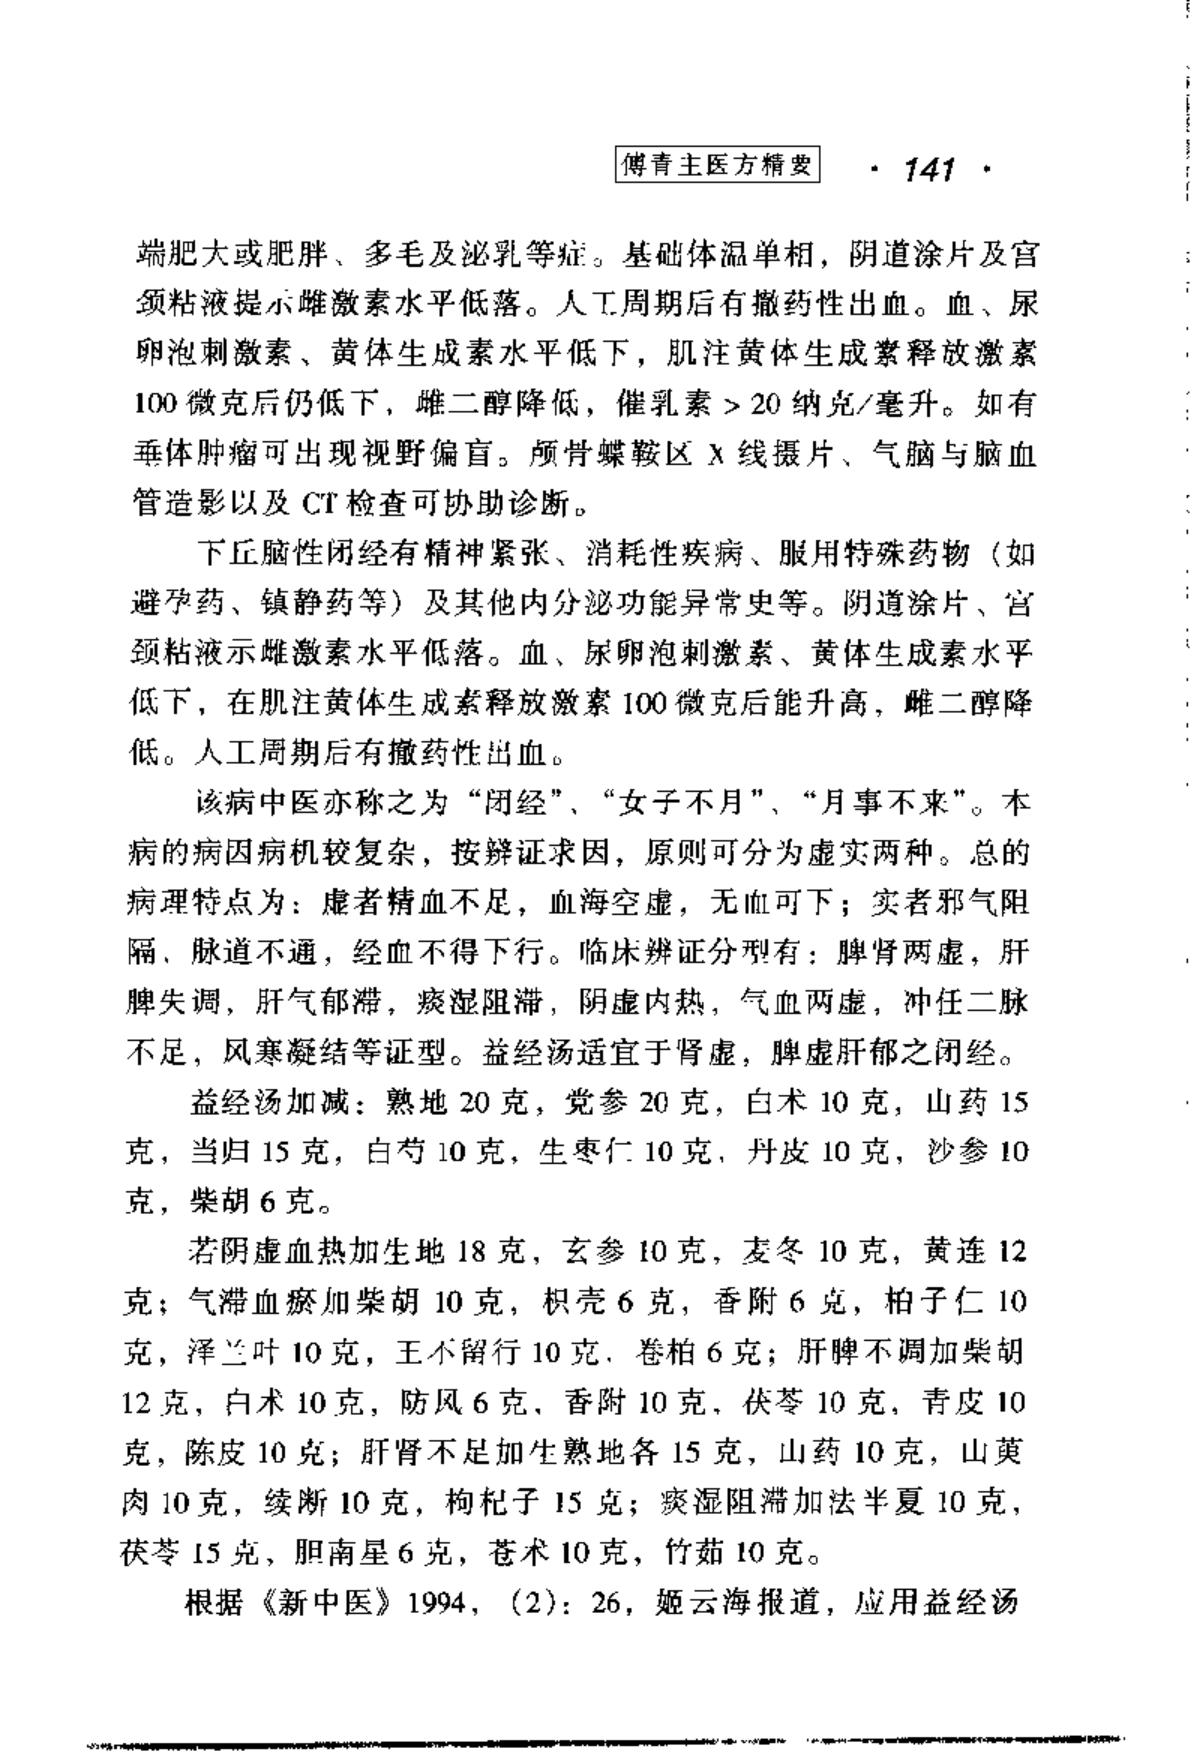 傅青主医方精要 · 141 ·
端肥大或肥胖、多毛及泌乳等症。基础体温单相，阴道涂片及宫
颈粘液提示雌激素水平低落。人工周期后有撤药性出血。血、尿
卵泡刺激素、黄体生成素水平低下，肌注黄体生成素释放激素
100 微克后仍低下，雌二醇降低，催乳素 > 20 纳克/毫升。如有
垂体肿瘤可出现视野偏盲。颅骨蝶鞍区 X 线摄片、气脑与脑血
管造影以及 CT 检查可协助诊断。
下丘脑性闭经有精神紧张、消耗性疾病、服用特殊药物（如
避孕药、镇静药等）及其他内分泌功能异常史等。阴道涂片、宫
颈粘液示雌激素水平低落。血、尿卵泡刺激素、黄体生成素水平
低下，在肌注黄体生成素释放激素 100 微克后能升高，雌二醇降
低。人工周期后有撤药性出血。
该病中医亦称之为“闭经”、“女子不月”、“月事不来”。本
病的病因病机较复杂，按辨证求因，原则可分为虚实两种。总的
病理特点为：虚者精血不足，血海空虚，无血可下；实者邪气阻
隔，脉道不通，经血不得下行。临床辨证分型有：脾肾两虚，肝
脾失调，肝气郁滞，痰湿阻滞，阴虚内热，气血两虚，冲任二脉
不足，风寒凝结等证型。益经汤适宜于肾虚，脾虚肝郁之闭经。
益经汤加减：熟地 20 克，党参 20 克，白术 10 克，山药 15
克，当归 15 克，白芍 10 克，生枣仁 10 克，丹皮 10 克，沙参 10
克，柴胡 6 克。
若阴虚血热加生地 18 克，玄参 10 克，麦冬 10 克，黄连 12
克；气滞血瘀加柴胡 10 克，枳壳 6 克，香附 6 克，柏子仁 10
克，泽兰叶 10 克，王不留行 10 克，卷柏 6 克；肝脾不调加柴胡
12 克，白术 10 克，防风 6 克，香附 10 克，茯苓 10 克，青皮 10
克，陈皮 10 克；肝肾不足加生熟地各 15 克，山药 10 克，山萸
肉 10 克，续断 10 克，枸杞子 15 克；痰湿阻滞加法半夏 10 克，
茯苓 15 克，胆南星 6 克，苍术 10 克，竹茹 10 克。
根据《新中医》1994，（2）：26，姬云海报道，应用益经汤